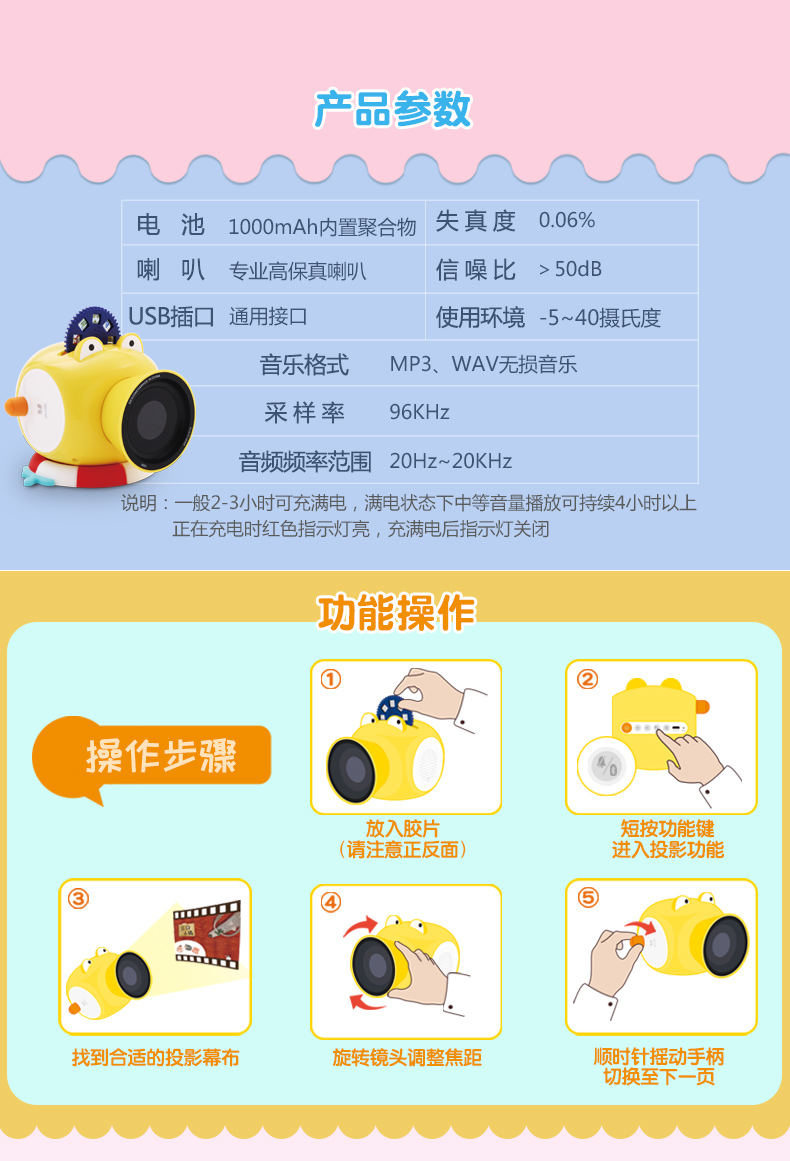 产品参数
电池 1000mAh内置聚合物 失真度 0.06%
喇叭 专业高保真喇叭 信噪比 >50dB
USB插口 通用接口 使用环境 -5~40摄氏度
音乐格式 MP3、WAV无损音乐
采样率 96KHz
音频频率范围 20Hz~20KHz
说明：一般2-3小时可充满电，满电状态下中等音量播放可持续4小时以上
正在充电时红色指示灯亮，充满电后指示灯关闭
功能操作
操作步骤
①
放入胶片
（请注意正反面）
②
短按功能键
进入投影功能
③
找到合适的投影幕布
④
旋转镜头调整焦距
⑤
顺时针摇动手柄
切换至下一页